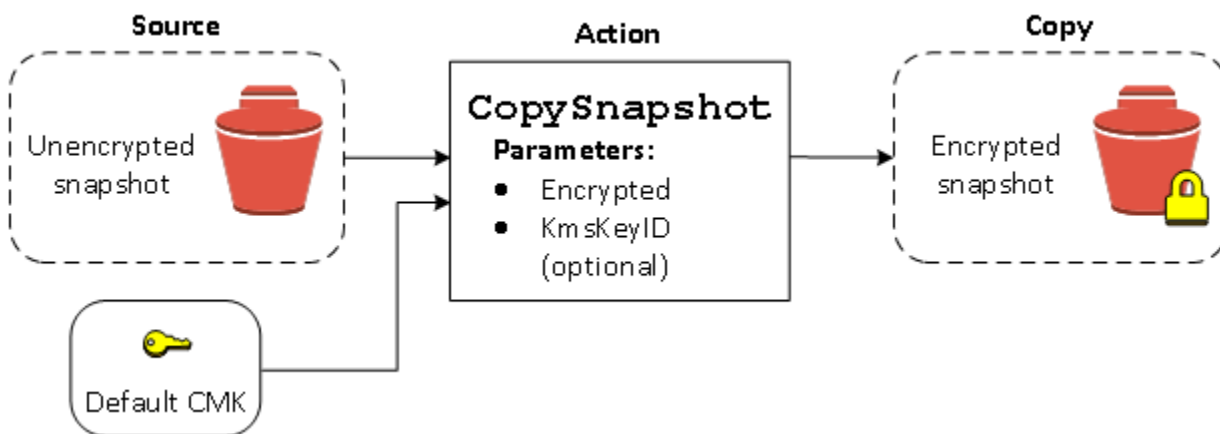 Source
Unencrypted
snapshot
Default CMK
Action
CopySnapshot
Parameters:
● Encrypted
● KmsKeyID
(optional)
Copy
Encrypted
snapshot